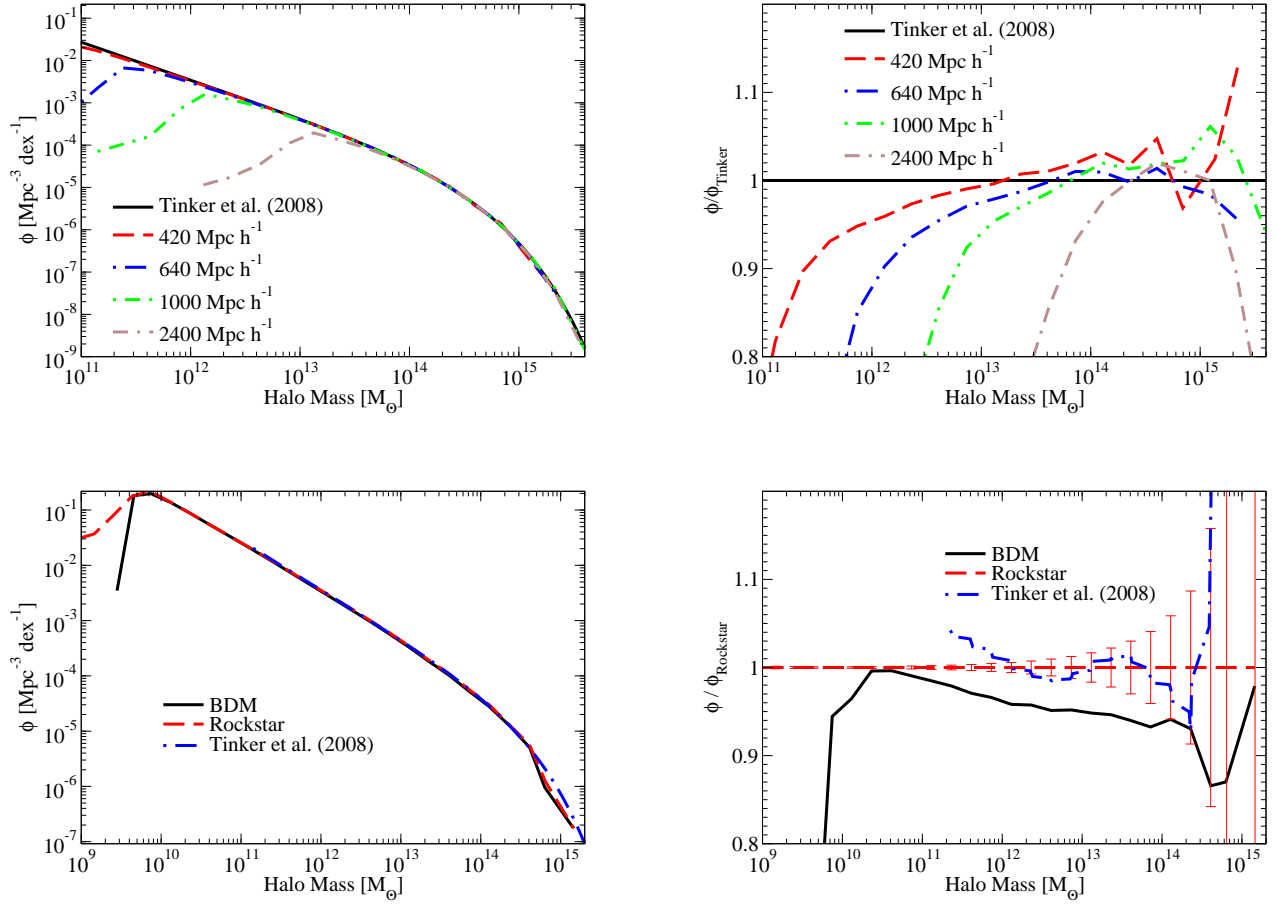 10^-1
10^-2
10^-3
10^-4
10^-5
10^-6
10^-7
10^-8
10^-9
ϕ [Mpc^-3 dex^-1]
Tinker et al. (2008)
420 Mpc h^-1
640 Mpc h^-1
1000 Mpc h^-1
2400 Mpc h^-1
10^11 10^12 10^13 10^14 10^15
Halo Mass [M_⊙]
1.1
1
0.9
0.8
ϕ/ϕ_Tinker
Tinker et al. (2008)
420 Mpc h^-1
640 Mpc h^-1
1000 Mpc h^-1
2400 Mpc h^-1
10^11 10^12 10^13 10^14 10^15
Halo Mass [M_⊙]
10^-1
10^-2
10^-3
10^-4
10^-5
10^-6
10^-7
ϕ [Mpc^-3 dex^-1]
BDM
Rockstar
Tinker et al. (2008)
10^9 10^10 10^11 10^12 10^13 10^14 10^15
Halo Mass [M_⊙]
1.1
1
0.9
0.8
ϕ / ϕ_Rockstar
BDM
Rockstar
Tinker et al. (2008)
10^9 10^10 10^11 10^12 10^13 10^14 10^15
Halo Mass [M_⊙]